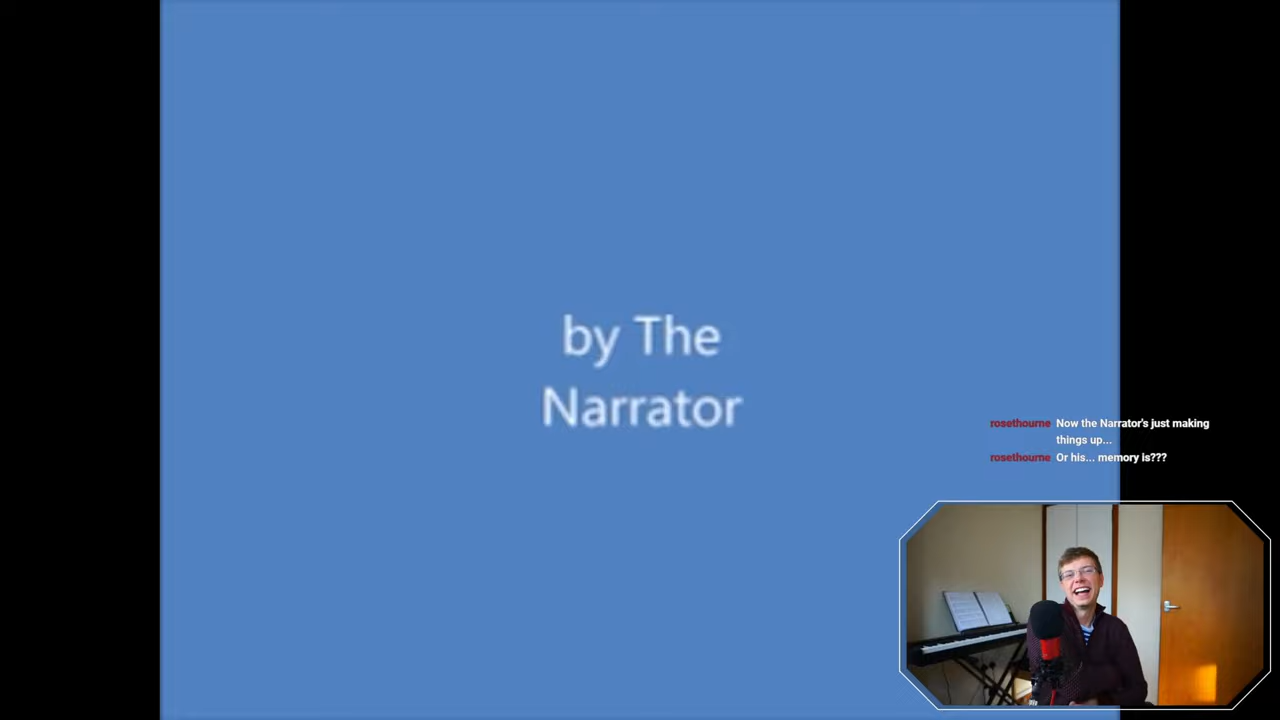 by The
Narrator
rosethourne Now the Narrator's just making
things up...
rosethourne Or his... memory is???